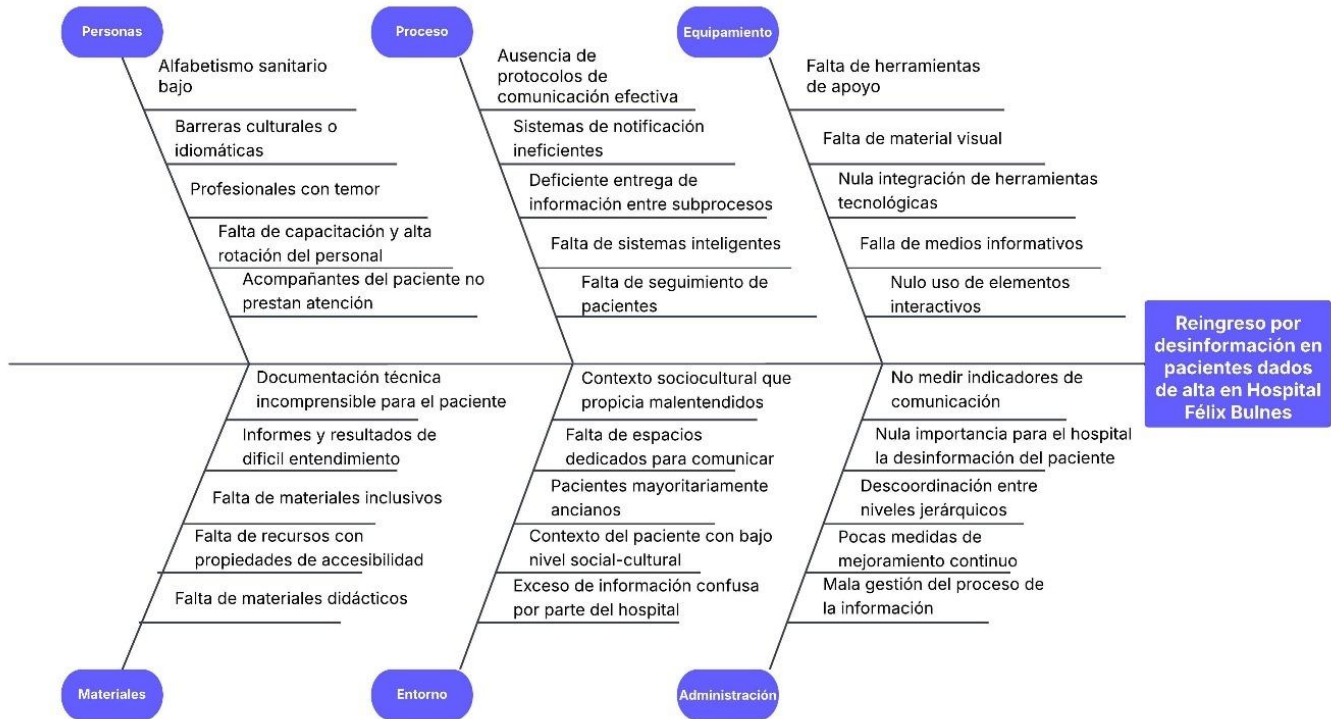 Personas
Alfabetismo sanitario
bajo
Barreras culturales o
idiomáticas
Profesionales con temor
Falta de capacitación y alta
rotación del personal
Acompañantes del paciente no
prestan atención
Proceso
Ausencia de
protocolos de
comunicación efectiva
Sistemas de notificación
ineficientes
Deficiente entrega de
información entre subprocesos
Falta de sistemas inteligentes
Falta de seguimiento de
pacientes
Equipamiento
Falta de herramientas
de apoyo
Falta de material visual
Nula integración de herramientas
tecnológicas
Falla de medios informativos
Nulo uso de elementos
interactivos
Reingreso por
desinformación en
pacientes dados
de alta en Hospital
Félix Bulnes
Documentación técnica
incomprensible para el paciente
Informes y resultados de
dificil entendimiento
Falta de materiales inclusivos
Falta de recursos con
propiedades de accesibilidad
Falta de materiales didácticos
Materiales
Contexto sociocultural que
propicia malentendidos
Falta de espacios
dedicados para comunicar
Pacientes mayoritariamente
ancianos
Contexto del paciente con bajo
nivel social-cultural
Exceso de información confusa
por parte del hospital
Entorno
No medir indicadores de
comunicación
Nula importancia para el hospital
la desinformación del paciente
Descoordinación entre
niveles jerárquicos
Pocas medidas de
mejoramiento continuo
Mala gestión del proceso de
la información
Administración